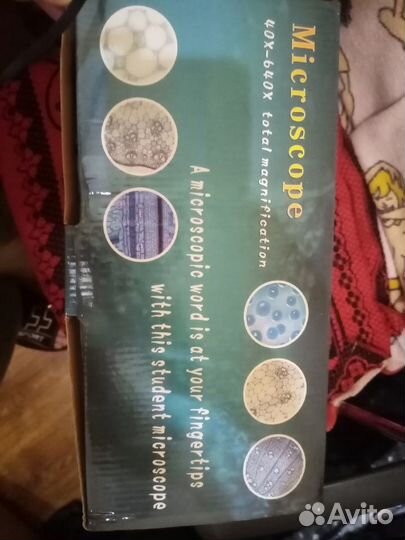 Microscope
40X-640X total magnification
A microscopic word is at your fingertips
with this student microscope
Avito